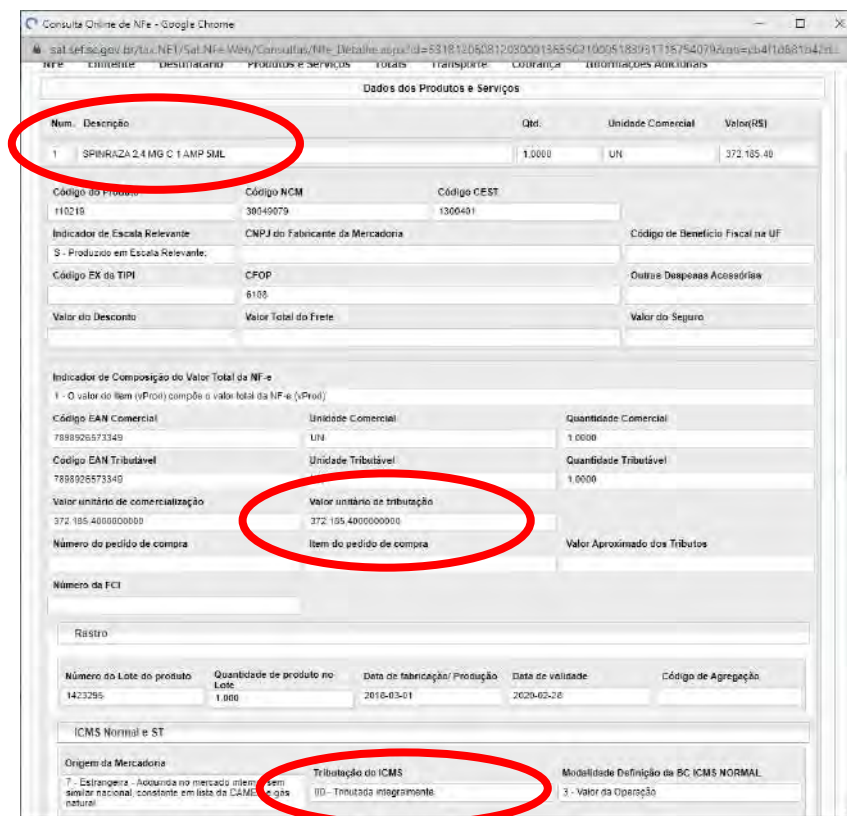 Consulta Online de NFe - Google Chrome
NFe Emitente Destinatário Produtos e Serviços Totais Transporte Cobrança Informações Adicionais
Dados dos Produtos e Serviços
Num. Descrição Qtd. Unidade Comercial Valor(R$)
1 SPINRAZA 2,4 MG C 1 AMP 5ML 1.0000 UN 372.185,40
Código do Produto Código NCM Código CEST
110219 30049079 1300401
Indicador de Escala Relevante CNPJ do Fabricante da Mercadoria Código de Benefício Fiscal na UF
S - Produzido em Escala Relevante;
Código EX da TIPI CFOP Outras Despesas Acessórias
6108
Valor do Desconto Valor Total do Frete Valor do Seguro
Indicador de Composição do Valor Total da NF-e
1 - O valor do item (vProd) compõe o valor total da NF-e (vProd)
Código EAN Comercial Unidade Comercial Quantidade Comercial
7898926573349 UN 1.0000
Código EAN Tributável Unidade Tributável Quantidade Tributável
7898926573349 1.0000
Valor unitário de comercialização Valor unitário de tributação
372.185,4000000000 372.185,4000000000
Número do pedido de compra Item do pedido de compra Valor Aproximado dos Tributos
Número da FCI
Rastro
Número do Lote do produto Quantidade de produto no Lote Data de fabricação/ Produção Data de validade Código de Agregação
1423295 1.000 2018-03-01 2020-02-28
ICMS Normal e ST
Origem da Mercadoria Tributação do ICMS Modalidade Definição da BC ICMS NORMAL
7 - Estrangeira - Adquirida no mercado interno, sem 00 - Tributada integralmente 3 - Valor da Operação
similar nacional, constante em lista da CAMEX e gás
natural